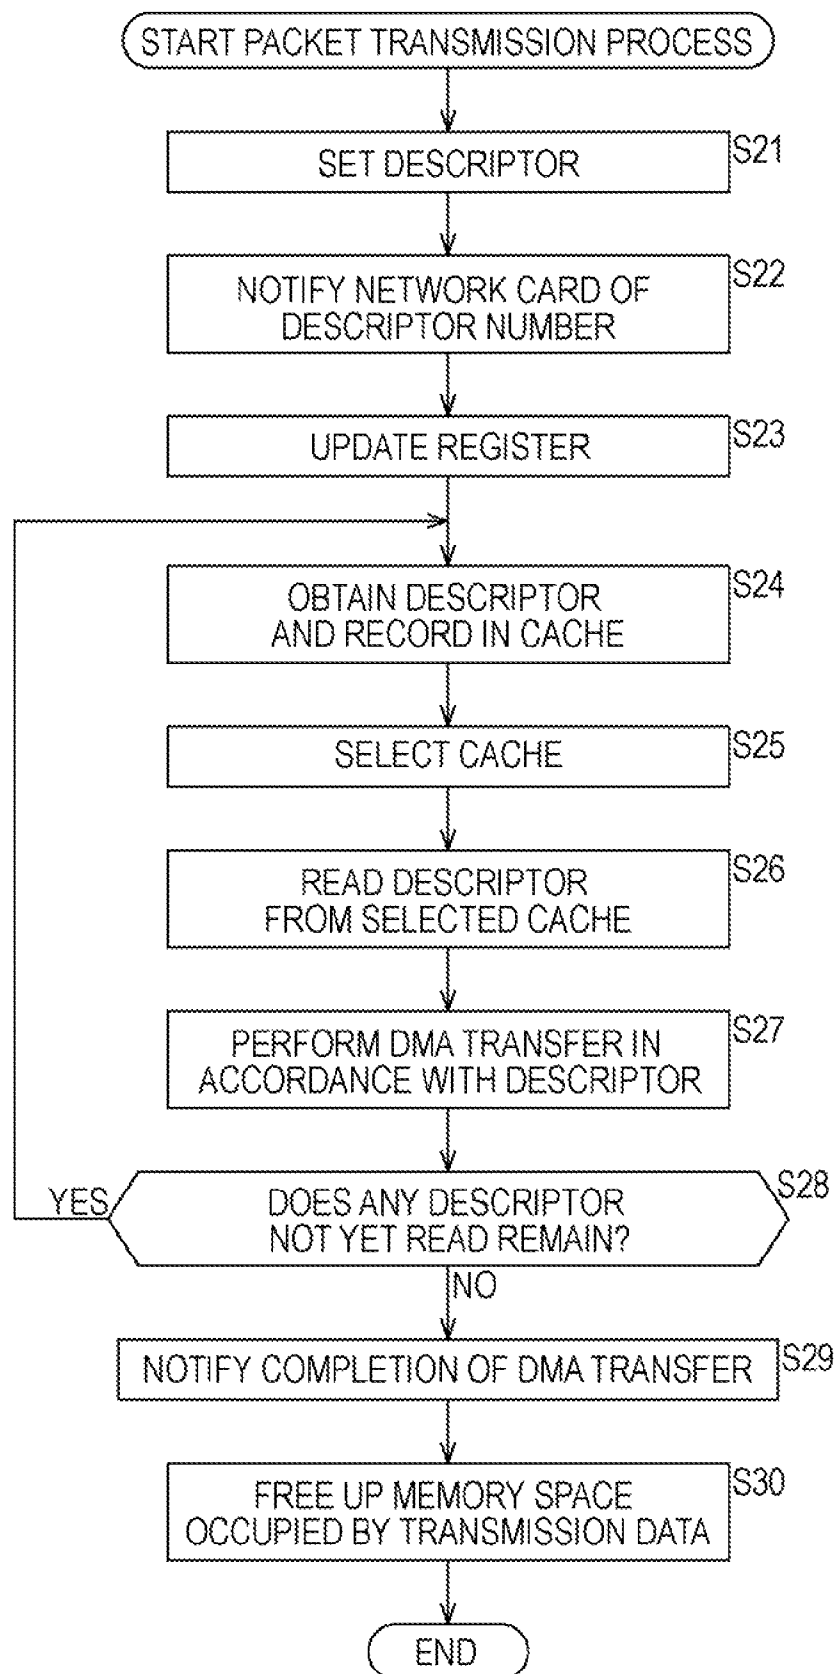 START PACKET TRANSMISSION PROCESS
S21
SET DESCRIPTOR
S22
NOTIFY NETWORK CARD OF
DESCRIPTOR NUMBER
S23
UPDATE REGISTER
S24
OBTAIN DESCRIPTOR
AND RECORD IN CACHE
S25
SELECT CACHE
S26
READ DESCRIPTOR
FROM SELECTED CACHE
S27
PERFORM DMA TRANSFER IN
ACCORDANCE WITH DESCRIPTOR
S28
YES
DOES ANY DESCRIPTOR
NOT YET READ REMAIN?
NO
S29
NOTIFY COMPLETION OF DMA TRANSFER
S30
FREE UP MEMORY SPACE
OCCUPIED BY TRANSMISSION DATA
END